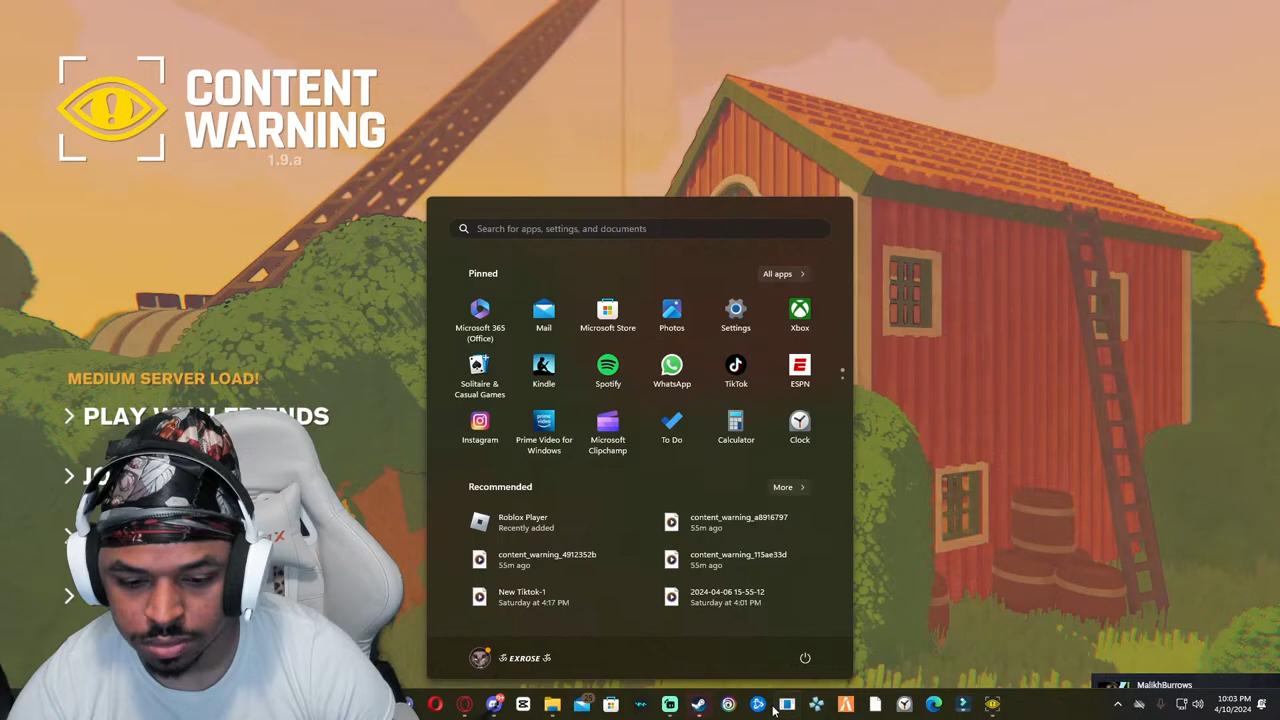 CONTENT
WARNING
1.9.a
MEDIUM SERVER LOAD!
PLAY WITH FRIENDS
Search for apps, settings, and documents
Pinned
All apps
Microsoft 365
(Office)
Mail
Microsoft Store
Photos
Settings
Xbox
Solitaire &
Casual Games
Kindle
Spotify
WhatsApp
TikTok
ESPN
Instagram
Prime Video for
Windows
Microsoft
Clipchamp
To Do
Calculator
Clock
Recommended
More
Roblox Player
Recently added
content_warning_a8916797
55m ago
content_warning_4912352b
55m ago
content_warning_115ae33d
55m ago
New Tiktok-1
Saturday at 4:17 PM
2024-04-06 15-55-12
Saturday at 4:01 PM
ॐ EXROSE ॐ
MalikhBurrows
10:03 PM
4/10/2024